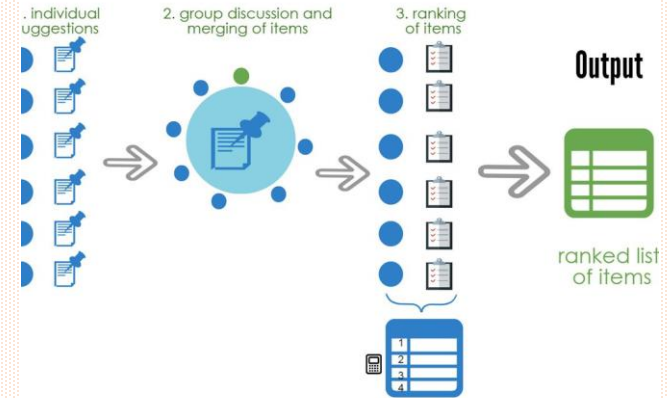 . individual
uggestions
2. group discussion and
merging of items
3. ranking
of items
Output
ranked list
of items
1
2
3
4